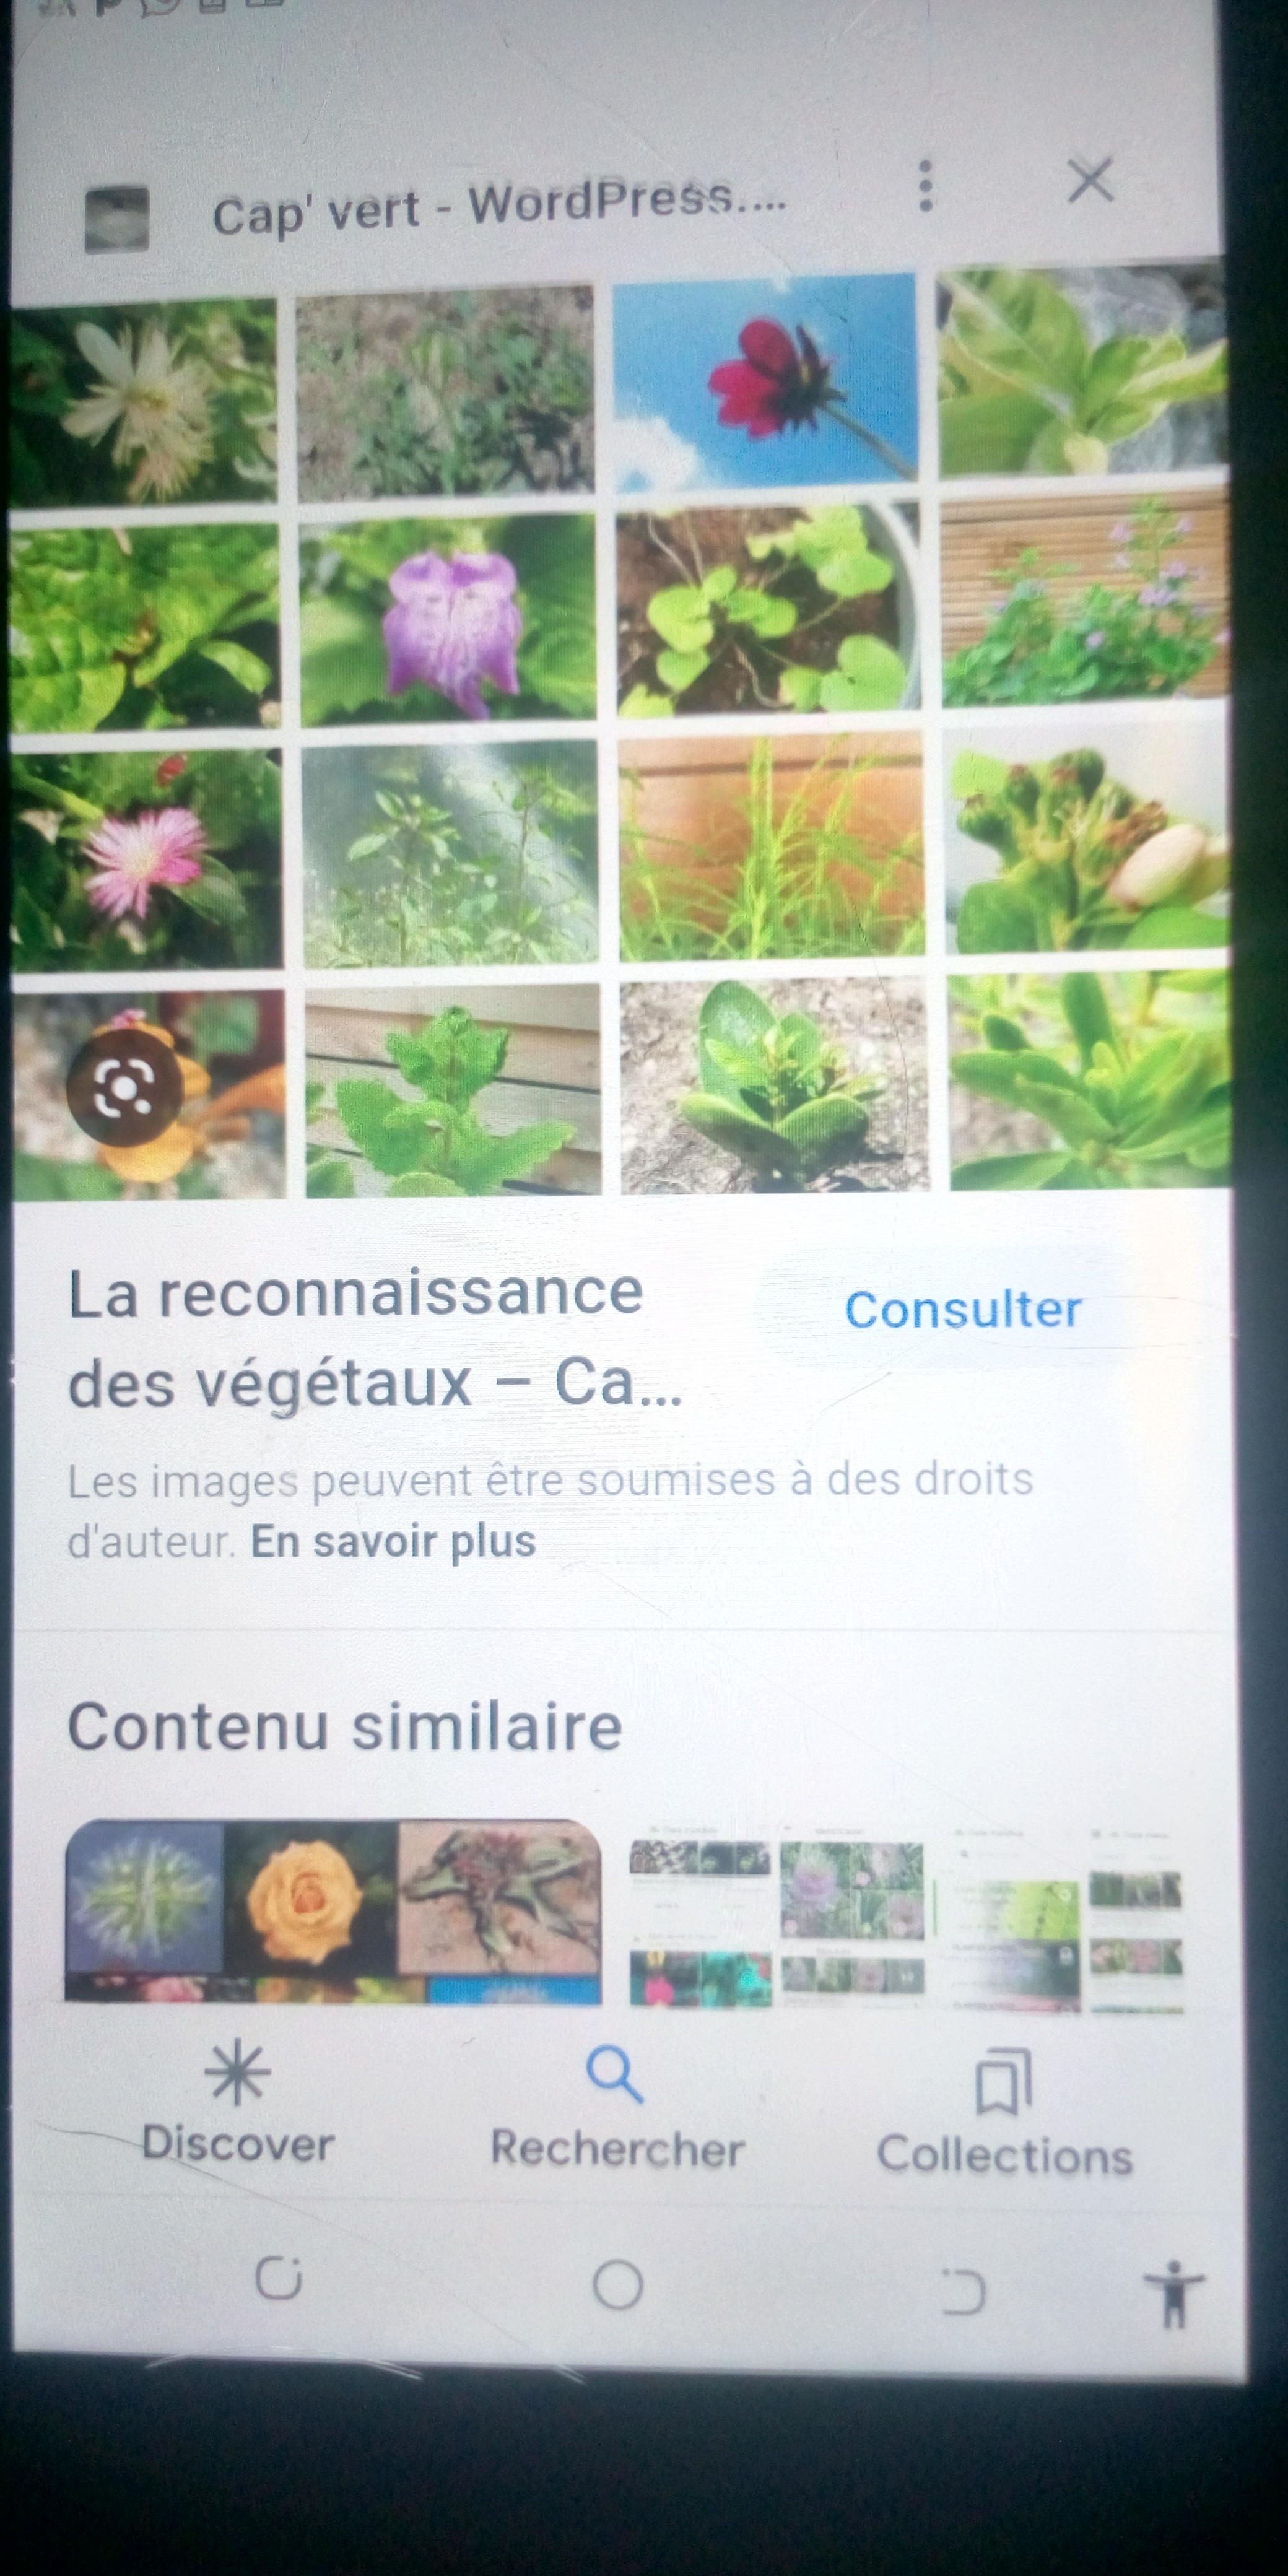 Cap' vert - WordPress....
La reconnaissance
des végétaux – Ca...
Consulter
Les images peuvent être soumises à des droits
d'auteur. En savoir plus
Contenu similaire
Discover
Rechercher
Collections